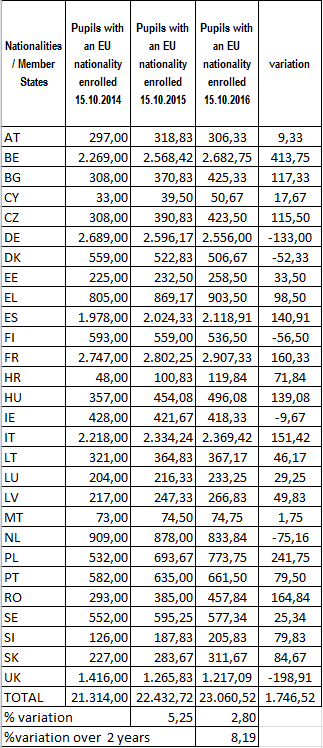 Nationalities / Member States | Pupils with an EU nationality enrolled 15.10.2014 | Pupils with an EU nationality enrolled 15.10.2015 | Pupils with an EU nationality enrolled 15.10.2016 | variation
AT 297,00 318,83 306,33 9,33
BE 2.269,00 2.568,42 2.682,75 413,75
BG 308,00 370,83 425,33 117,33
CY 33,00 39,50 50,67 17,67
CZ 308,00 390,83 423,50 115,50
DE 2.689,00 2.596,17 2.556,00 -133,00
DK 559,00 522,83 506,67 -52,33
EE 225,00 232,50 258,50 33,50
EL 805,00 869,17 903,50 98,50
ES 1.978,00 2.024,33 2.118,91 140,91
FI 593,00 559,00 536,50 -56,50
FR 2.747,00 2.802,25 2.907,33 160,33
HR 48,00 100,83 119,84 71,84
HU 357,00 454,08 496,08 139,08
IE 428,00 421,67 418,33 -9,67
IT 2.218,00 2.334,24 2.369,42 151,42
LT 321,00 364,83 367,17 46,17
LU 204,00 216,33 233,25 29,25
LV 217,00 247,33 266,83 49,83
MT 73,00 74,50 74,75 1,75
NL 909,00 878,00 833,84 -75,16
PL 532,00 693,67 773,75 241,75
PT 582,00 635,00 661,50 79,50
RO 293,00 385,00 457,84 164,84
SE 552,00 595,25 577,34 25,34
SI 126,00 187,83 205,83 79,83
SK 227,00 283,67 311,67 84,67
UK 1.416,00 1.265,83 1.217,09 -198,91
TOTAL 21.314,00 22.432,72 23.060,52 1.746,52
% variation 5,25 2,80
%variation over 2 years 8,19